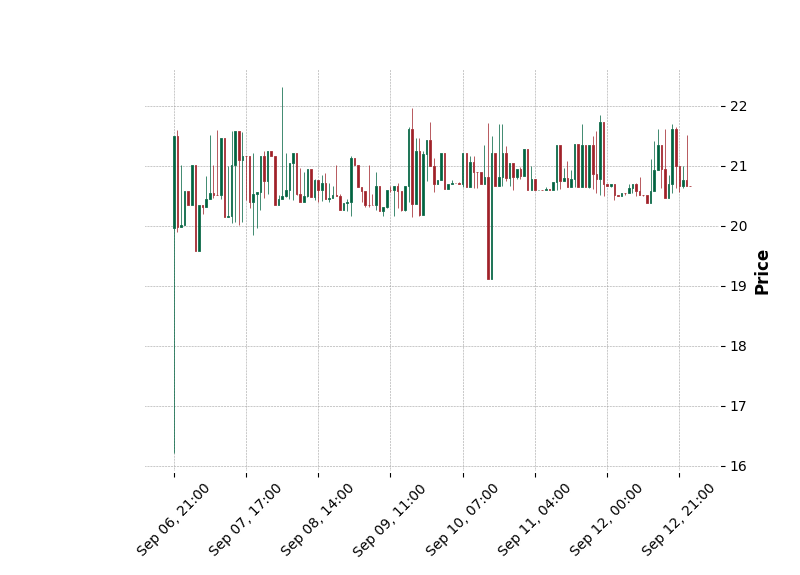 22
21
20
19
18
17
16
Price
Sep 06, 21:00
Sep 07, 17:00
Sep 08, 14:00
Sep 09, 11:00
Sep 10, 07:00
Sep 11, 04:00
Sep 12, 00:00
Sep 12, 21:00